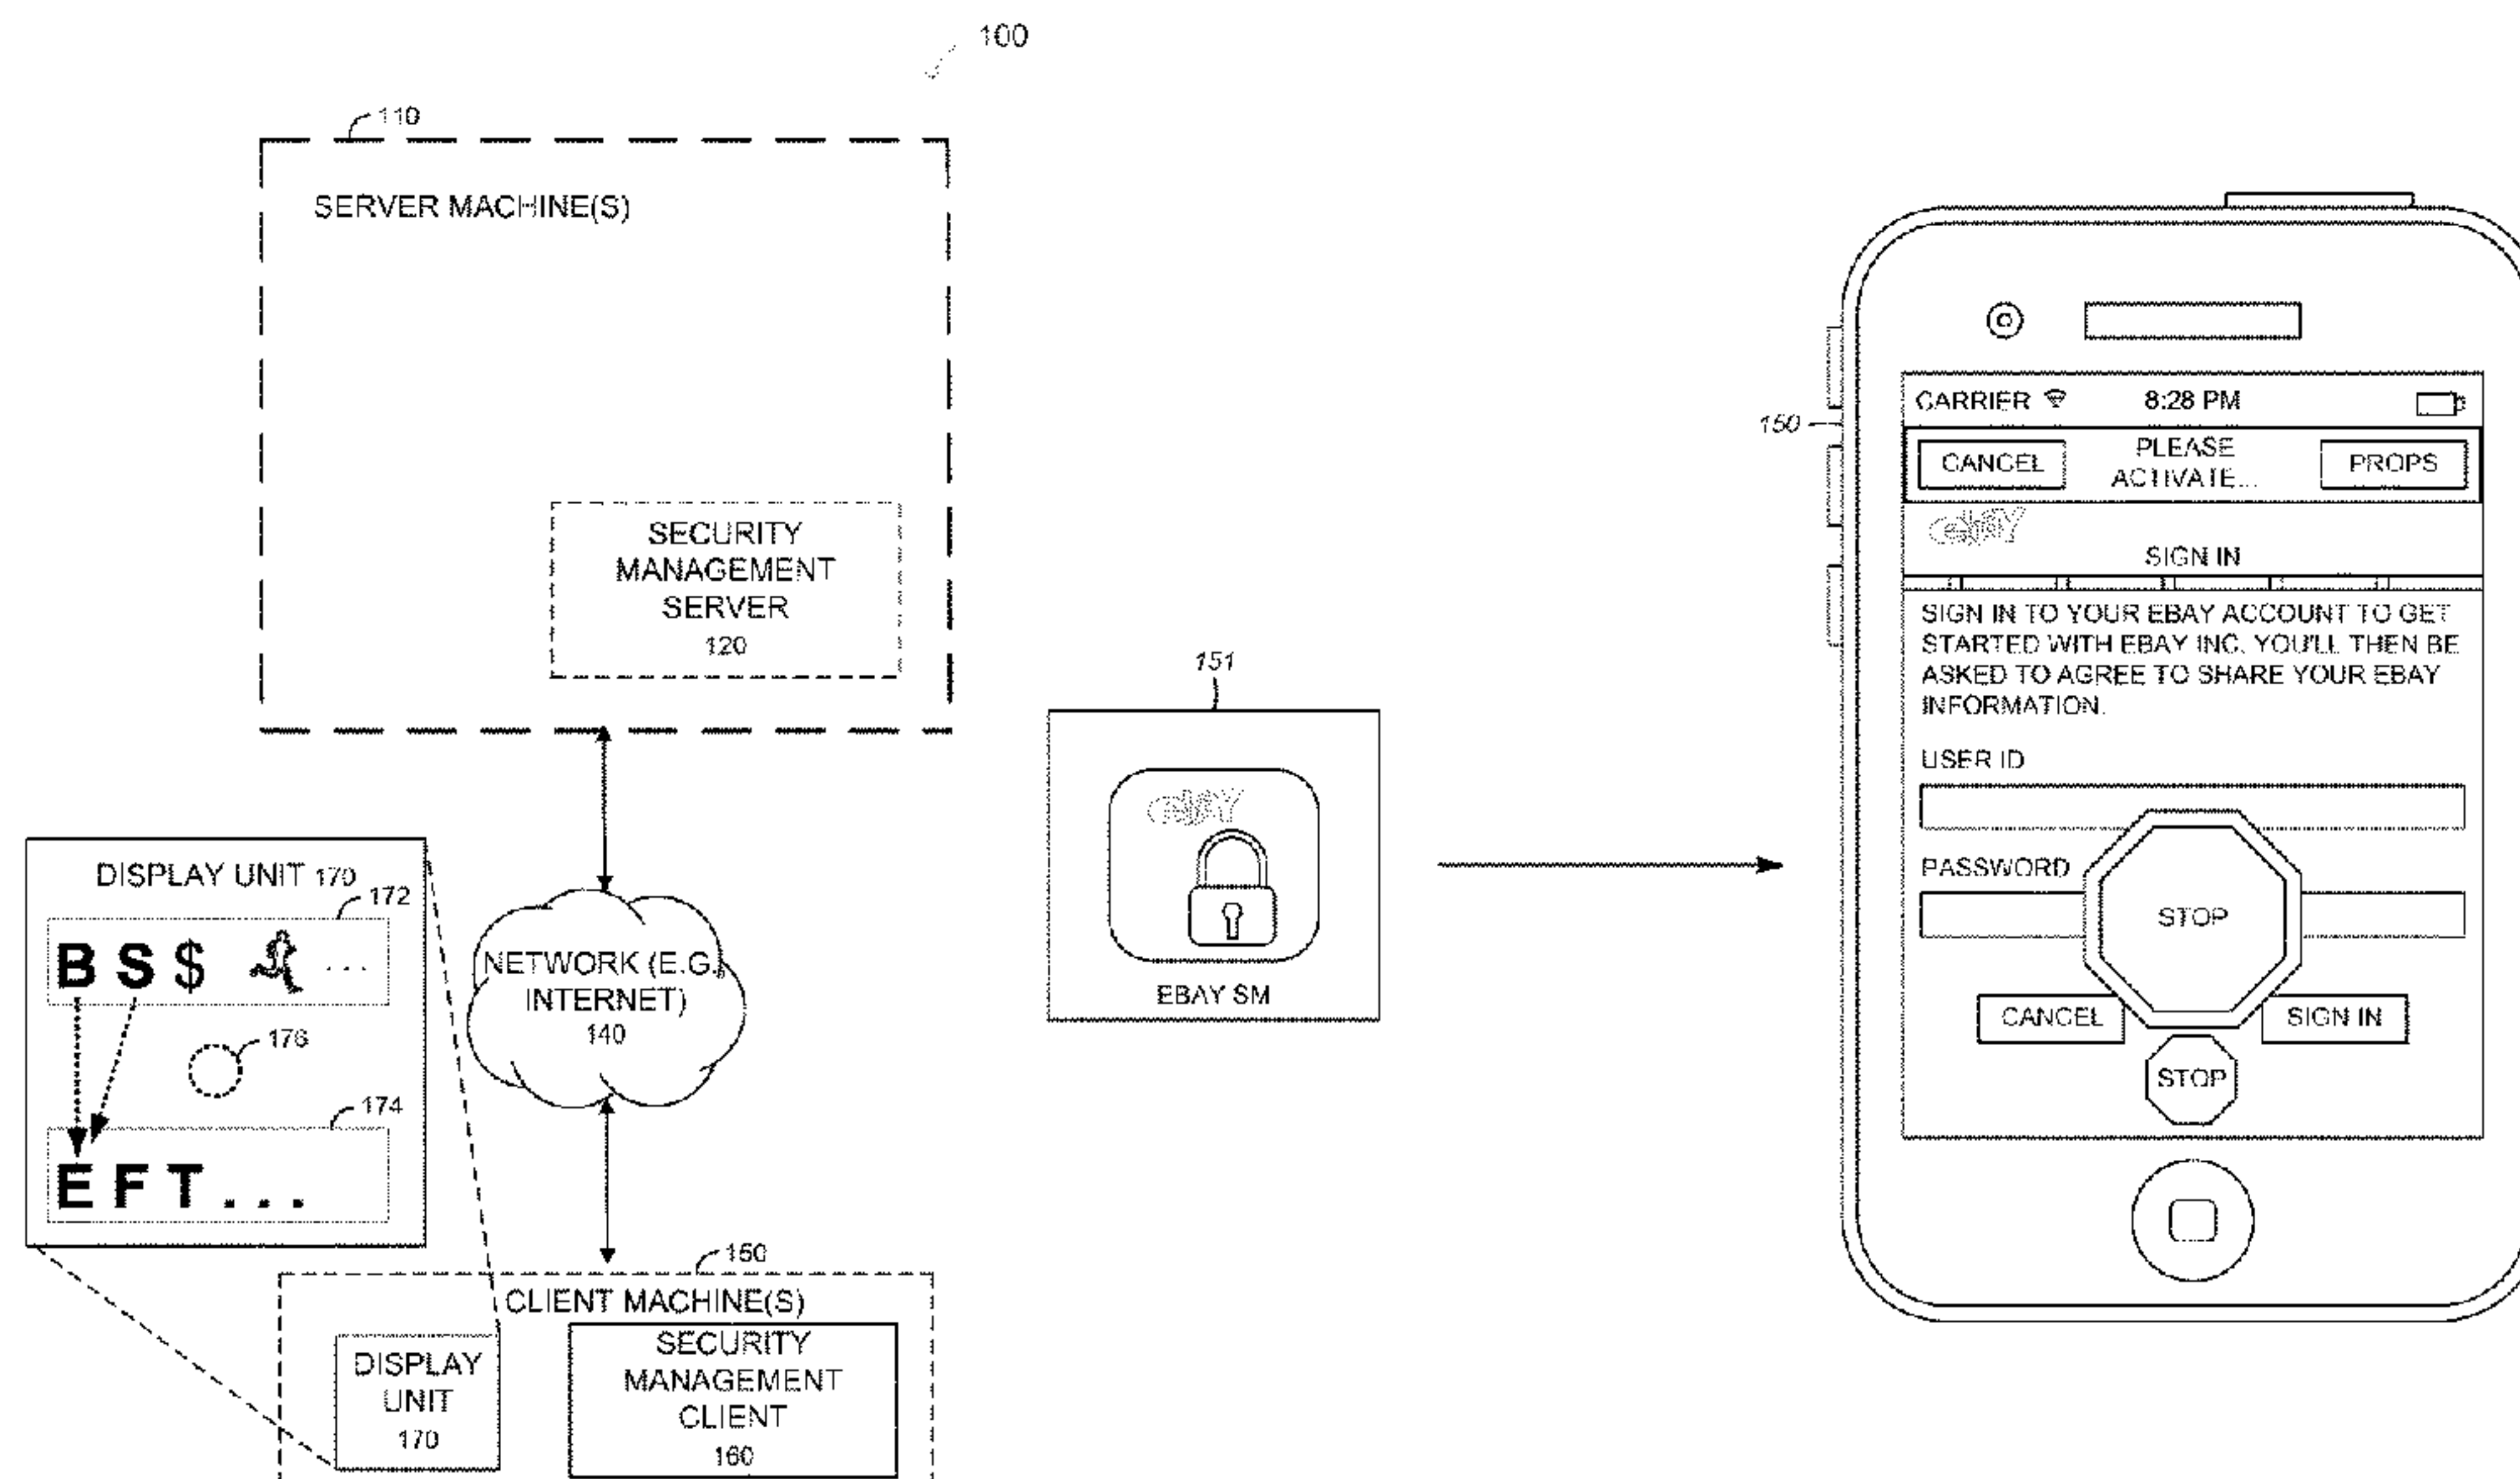 100
110
SERVER MACHINE(S)
SECURITY
MANAGEMENT
SERVER
120
DISPLAY UNIT 170
172
B S $ ...
176
174
E F T . . .
NETWORK (E.G.,
INTERNET)
140
150
CLIENT MACHINE(S)
DISPLAY
UNIT
170
SECURITY
MANAGEMENT
CLIENT
160
151
ebaY
EBAY SM
150
CARRIER 8:28 PM
CANCEL
PLEASE
ACTIVATE...
PROPS
ebaY
SIGN IN
SIGN IN TO YOUR EBAY ACCOUNT TO GET
STARTED WITH EBAY INC. YOU'LL THEN BE
ASKED TO AGREE TO SHARE YOUR EBAY
INFORMATION.
USER ID
PASSWORD
STOP
CANCEL
SIGN IN
STOP